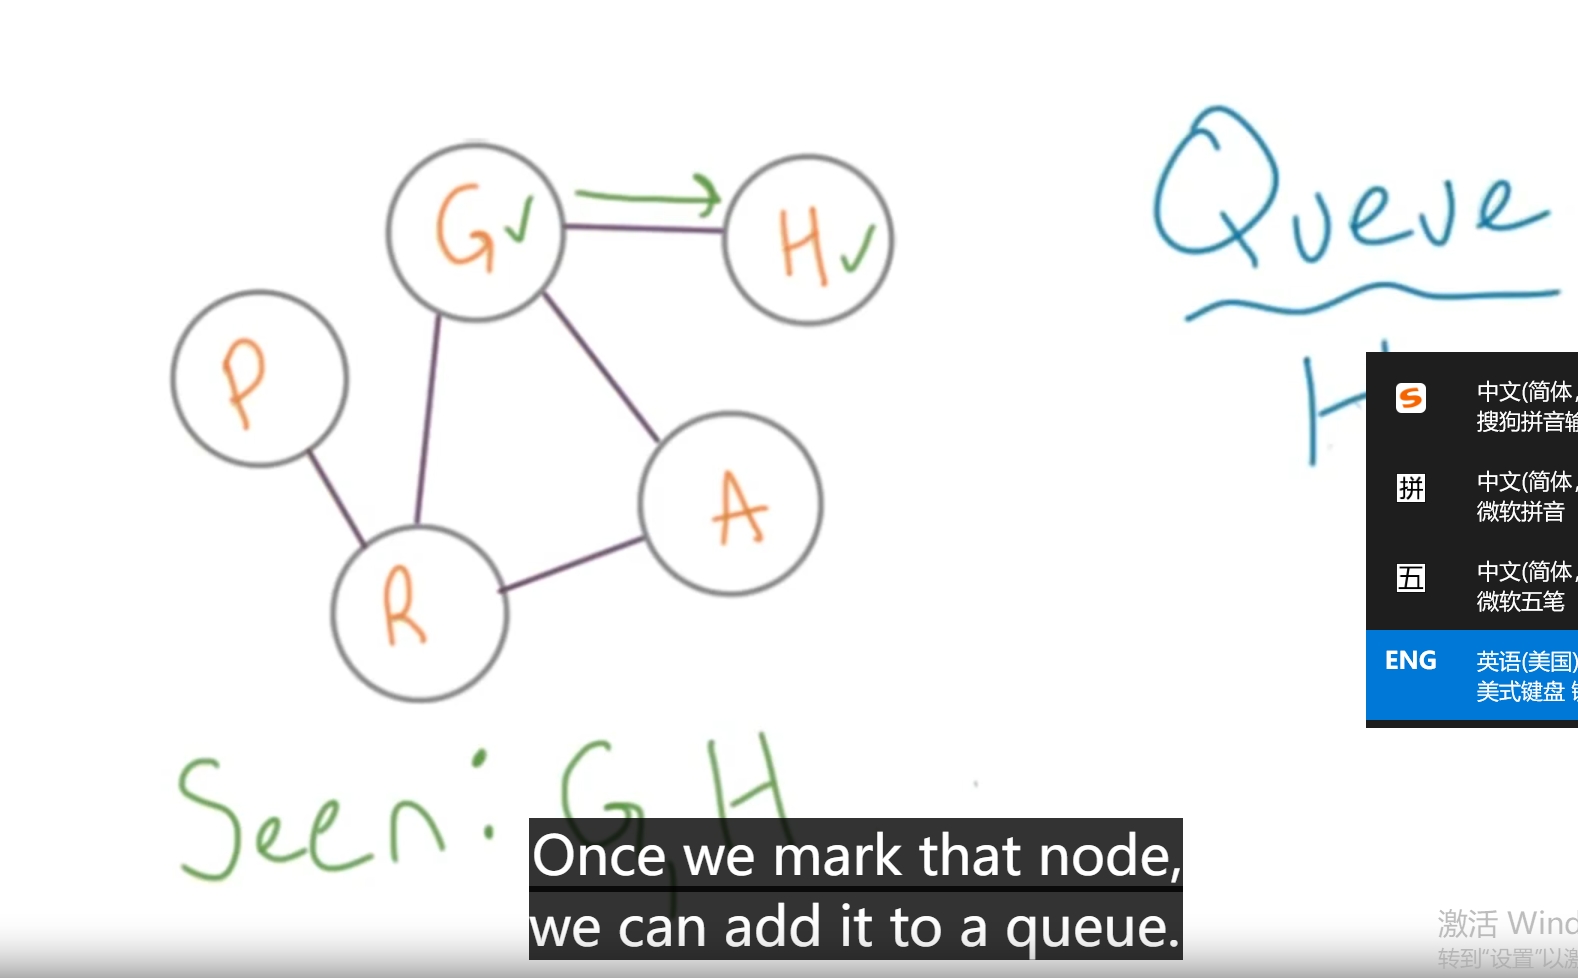 Queue
G✓
H✓
P
H
A
R
中文(简体,
搜狗拼音输
拼
中文(简体,
微软拼音
五
中文(简体,
微软五笔
ENG
英语(美国)
美式键盘
Seen: G, H
Once we mark that node,
we can add it to a queue.
激活 Wind
转到"设置"以激